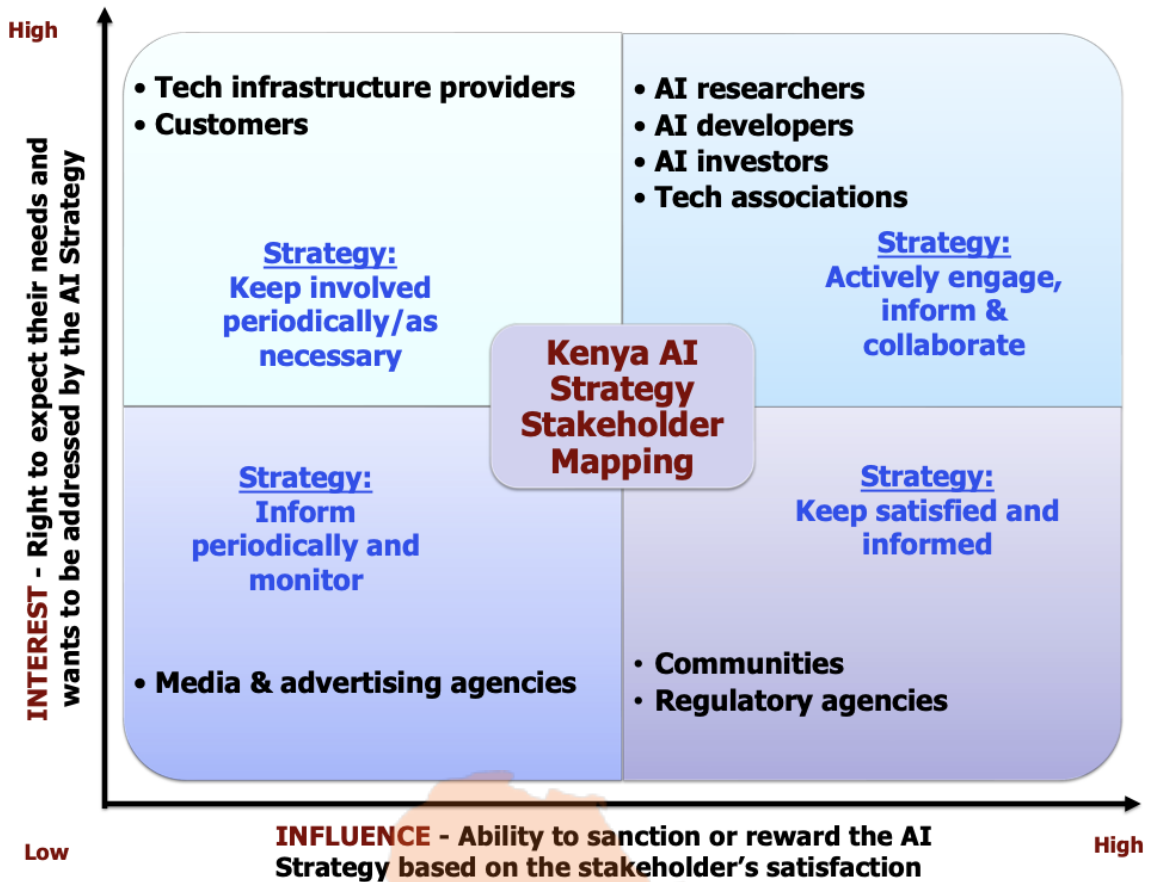 High
INTEREST - Right to expect their needs and
wants to be addressed by the AI Strategy
• Tech infrastructure providers
• Customers
Strategy:
Keep involved
periodically/as
necessary
• AI researchers
• AI developers
• AI investors
• Tech associations
Strategy:
Actively engage,
inform &
collaborate
Kenya AI
Strategy
Stakeholder
Mapping
Strategy:
Inform
periodically and
monitor
• Media & advertising agencies
Strategy:
Keep satisfied and
informed
• Communities
• Regulatory agencies
Low
INFLUENCE - Ability to sanction or reward the AI
Strategy based on the stakeholder’s satisfaction
High